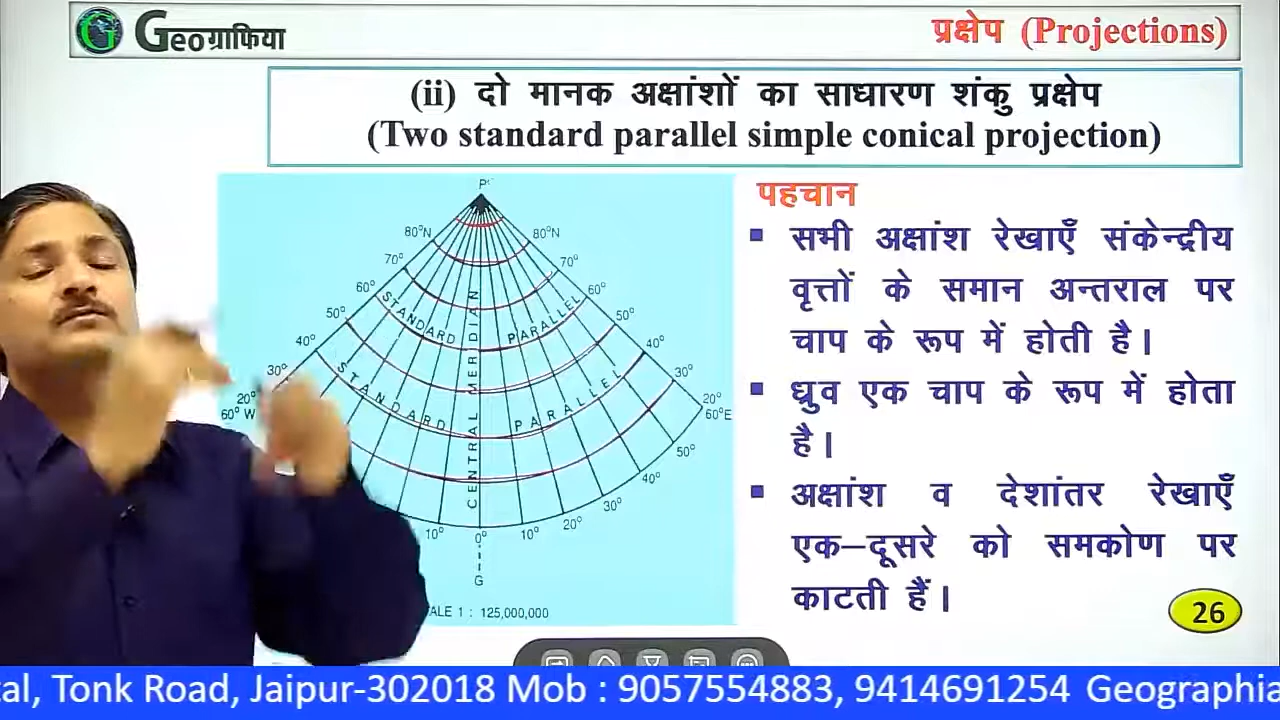 Geoग्राफिया
प्रक्षेप (Projections)
(ii) दो मानक अक्षांशों का साधारण शंकु प्रक्षेप
(Two standard parallel simple conical projection)
P
80°N 80°N
70° 70°
60° 60°
50° 50°
40° 40°
30° 30°
20° 20°
60° W 60°E
STANDARD PARALLEL
STANDARD PARALLEL
CENTRAL MERIDIAN
50°
40°
30°
20°
10° 0° 10°
G
ALE 1 : 125,000,000
पहचान
▪ सभी अक्षांश रेखाएँ संकेन्द्रीय
वृत्तों के समान अन्तराल पर
चाप के रूप में होती है।
▪ ध्रुव एक चाप के रूप में होता
है।
▪ अक्षांश व देशांतर रेखाएँ
एक–दूसरे को समकोण पर
काटती हैं।
26
tal, Tonk Road, Jaipur-302018 Mob : 9057554883, 9414691254 Geographia